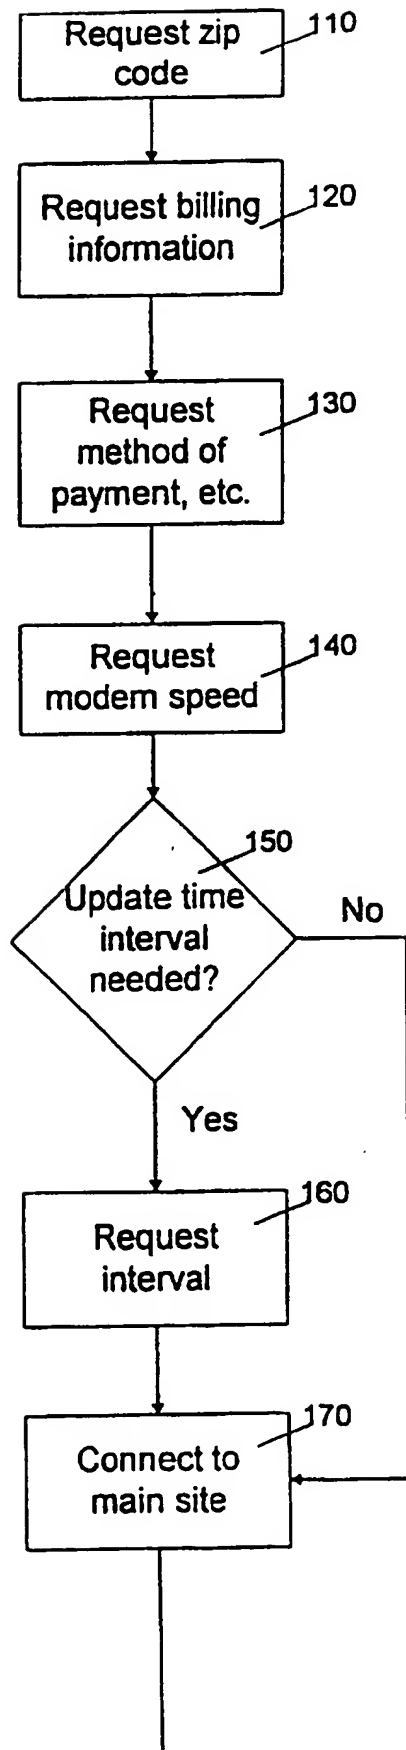 Request zip
code
110
Request billing
information
120
Request
method of
payment, etc.
130
Request
modem speed
140
150
Update time
interval
needed?
No
Yes
Request
interval
160
Connect to
main site
170